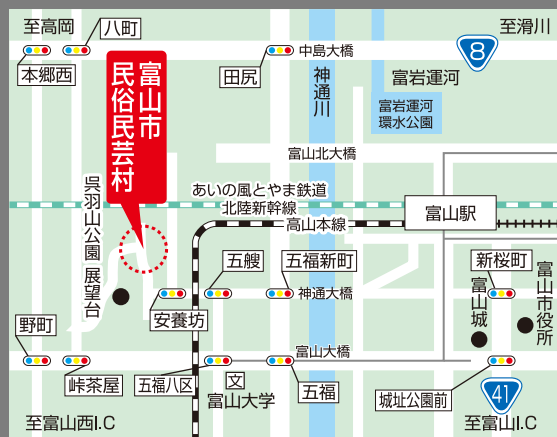 至高岡
八町
至滑川
8
本郷西
田尻
中島大橋
富山市
民俗民芸村
神通川
富岩運河
富岩運河
環水公園
富山北大橋
あいの風とやま鉄道
北陸新幹線
高山本線
富山駅
呉羽山公園 展望台
五艘
五福新町
新桜町
安養坊
神通大橋
富山城
富山市役所
野町
峠茶屋
五福八区
文
富山大学
富山大橋
五福
城址公園前
41
至富山西I.C
至富山I.C